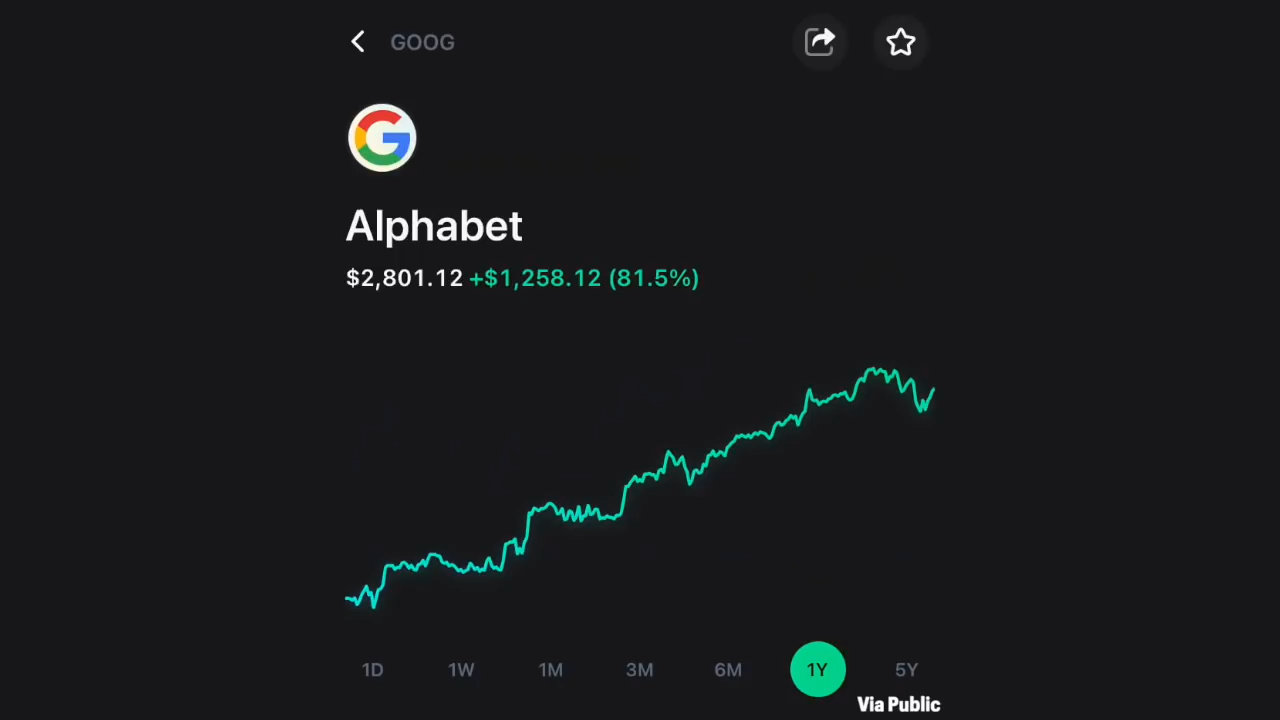 GOOG
Alphabet
$2,801.12 +$1,258.12 (81.5%)
1D 1W 1M 3M 6M 1Y 5Y
Via Public